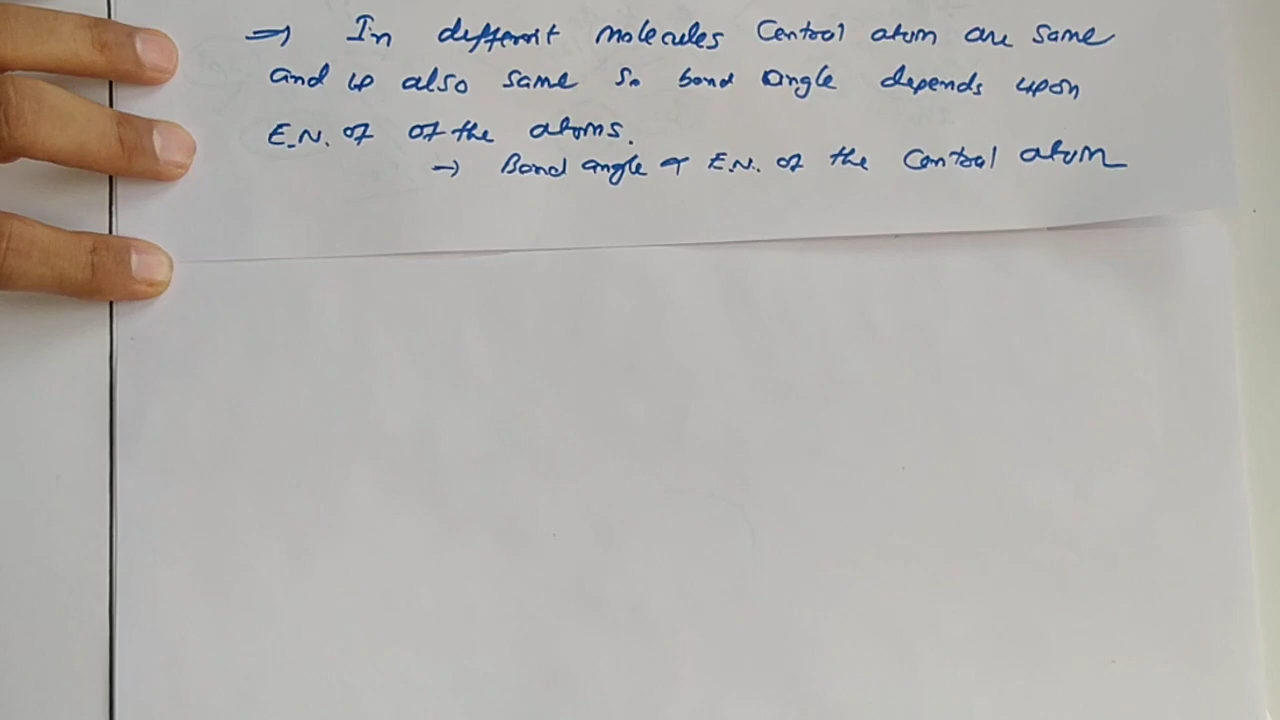 ⇒ In different molecules Central atom are same
and lp also same so bond angle depends upon
E.N. of of the atoms.
→ Bond angle ∝ E.N. of the Central atom